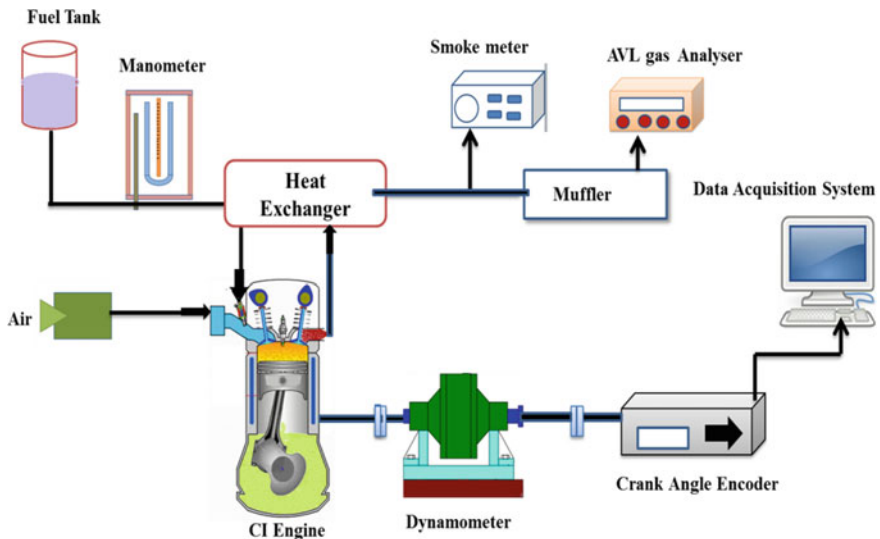 Fuel Tank
Manometer
Smoke meter
AVL gas Analyser
Heat
Exchanger
Muffler
Data Acquisition System
Air
CI Engine
Dynamometer
Crank Angle Encoder